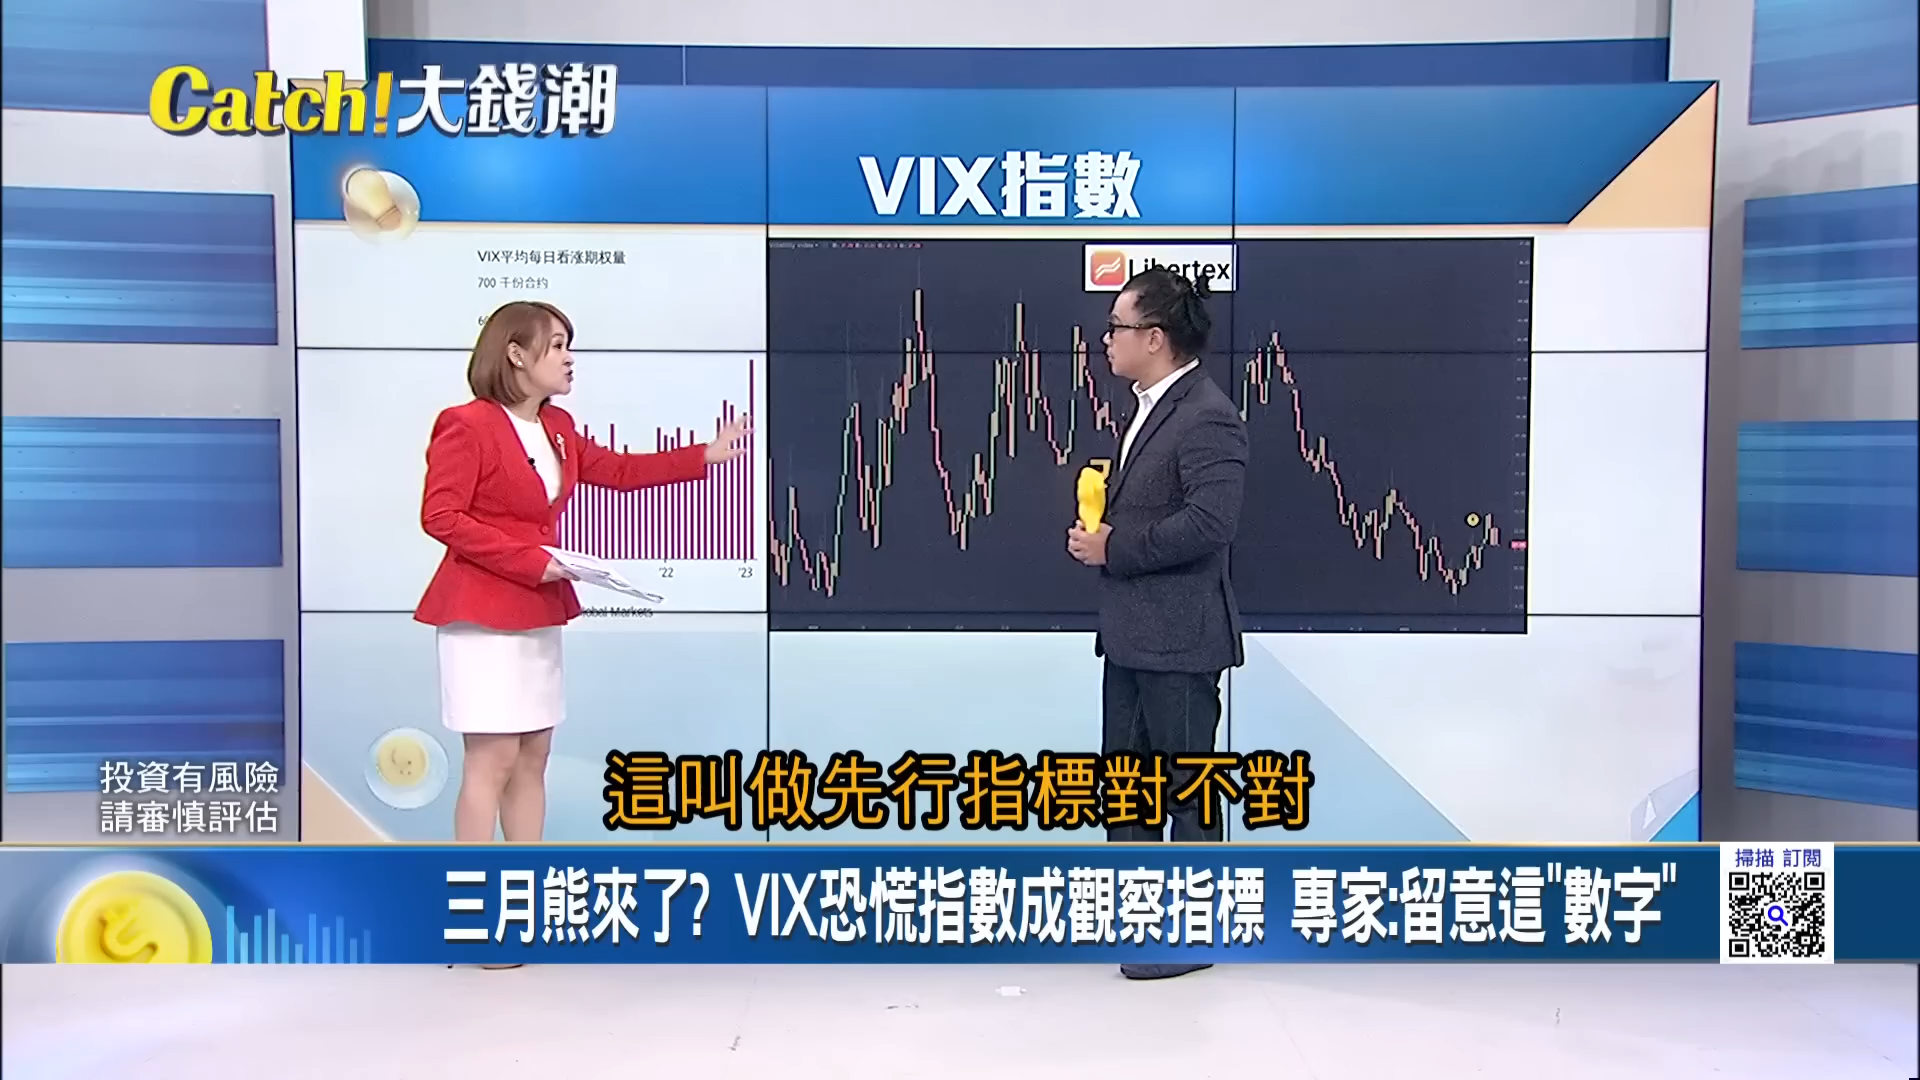 Catch!大錢潮
VIX指數
VIX平均每日看涨期权量
700 千份合约
Libertex
'22
'23
Global Markets
這叫做先行指標對不對
投資有風險
請審慎評估
三月熊來了? VIX恐慌指數成觀察指標 專家:留意這"數字"
掃描 訂閱